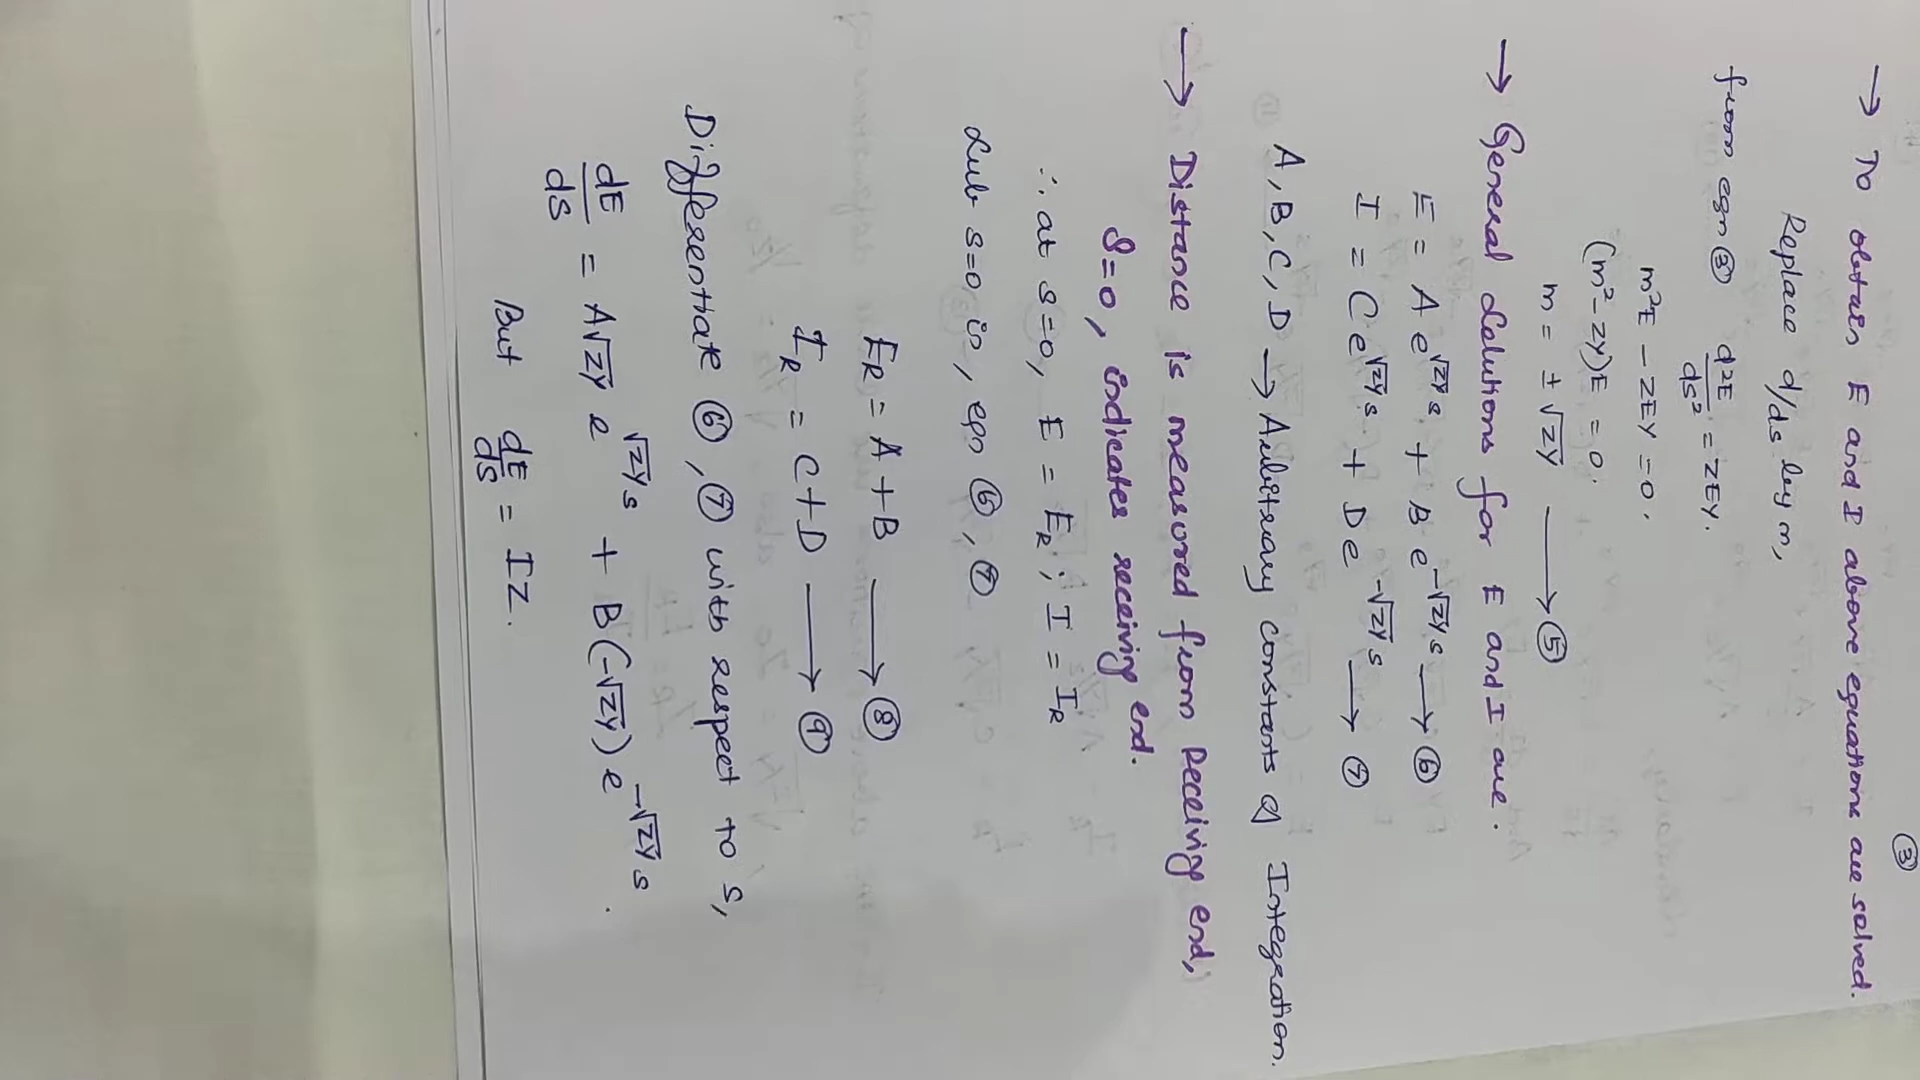 ③
→ To obtain E and I above equations are solved.
Replace d/ds by m,
from eqn ③ d²E/ds² = ZEY.
m²E - ZEY = 0.
(m² - ZY)E = 0.
m = ± √ZY → ⑤
→ General Solutions for E and I are.
E = A e^√ZY s + B e^-√ZY s → ⑥
I = C e^√ZY s + D e^-√ZY s → ⑦
A, B, C, D → Arbitrary constants of Integration.
→ Distance is measured from Receiving end,
S=0, indicates receiving end.
∴ at s=0, E = E_R ; I = I_R
Sub s=0 in, eqn ⑥, ⑦
E_R = A + B → ⑧
I_R = C + D → ⑨
Differentiate ⑥, ⑦ with respect to s,
dE/ds = A√ZY e^√ZY s + B(-√ZY) e^-√ZY s.
But dE/ds = IZ.